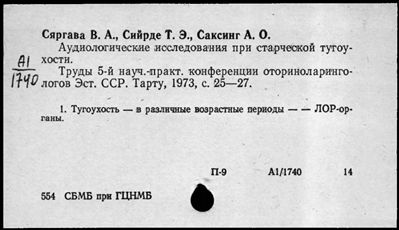 Сяргава В. А., Сийрде Т. Э., Саксинг А. О.
Аудиологические исследования при старческой тугоу-
хости.
А1
1740
Труды 5-й науч.-практ. конференции оториноларинго-
логов Эст. ССР. Тарту, 1973, с. 25—27.
1. Тугоухость — в различные возрастные периоды — — ЛОР-ор-
ганы.
П-9 А1/1740 14
554 СБМБ при ГЦНМБ